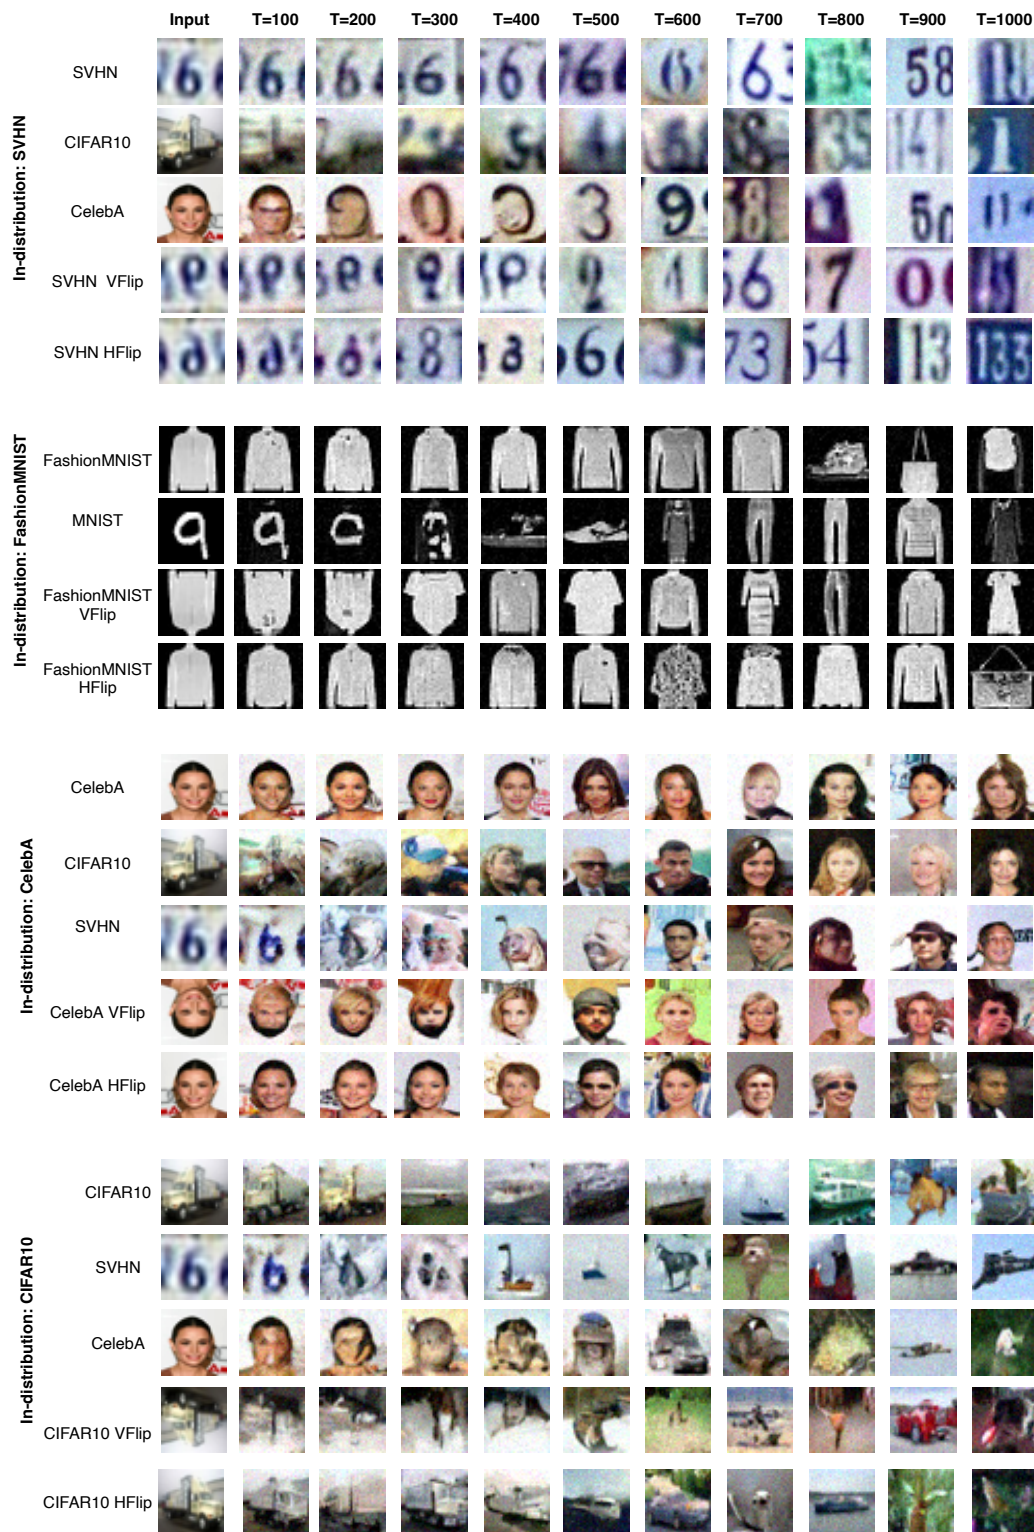 Input T=100 T=200 T=300 T=400 T=500 T=600 T=700 T=800 T=900 T=1000
In-distribution: SVHN
SVHN
CIFAR10
CelebA
SVHN VFlip
SVHN HFlip
In-distribution: FashionMNIST
FashionMNIST
MNIST
FashionMNIST
VFlip
FashionMNIST
HFlip
In-distribution: CelebA
CelebA
CIFAR10
SVHN
CelebA VFlip
CelebA HFlip
In-distribution: CIFAR10
CIFAR10
SVHN
CelebA
CIFAR10 VFlip
CIFAR10 HFlip